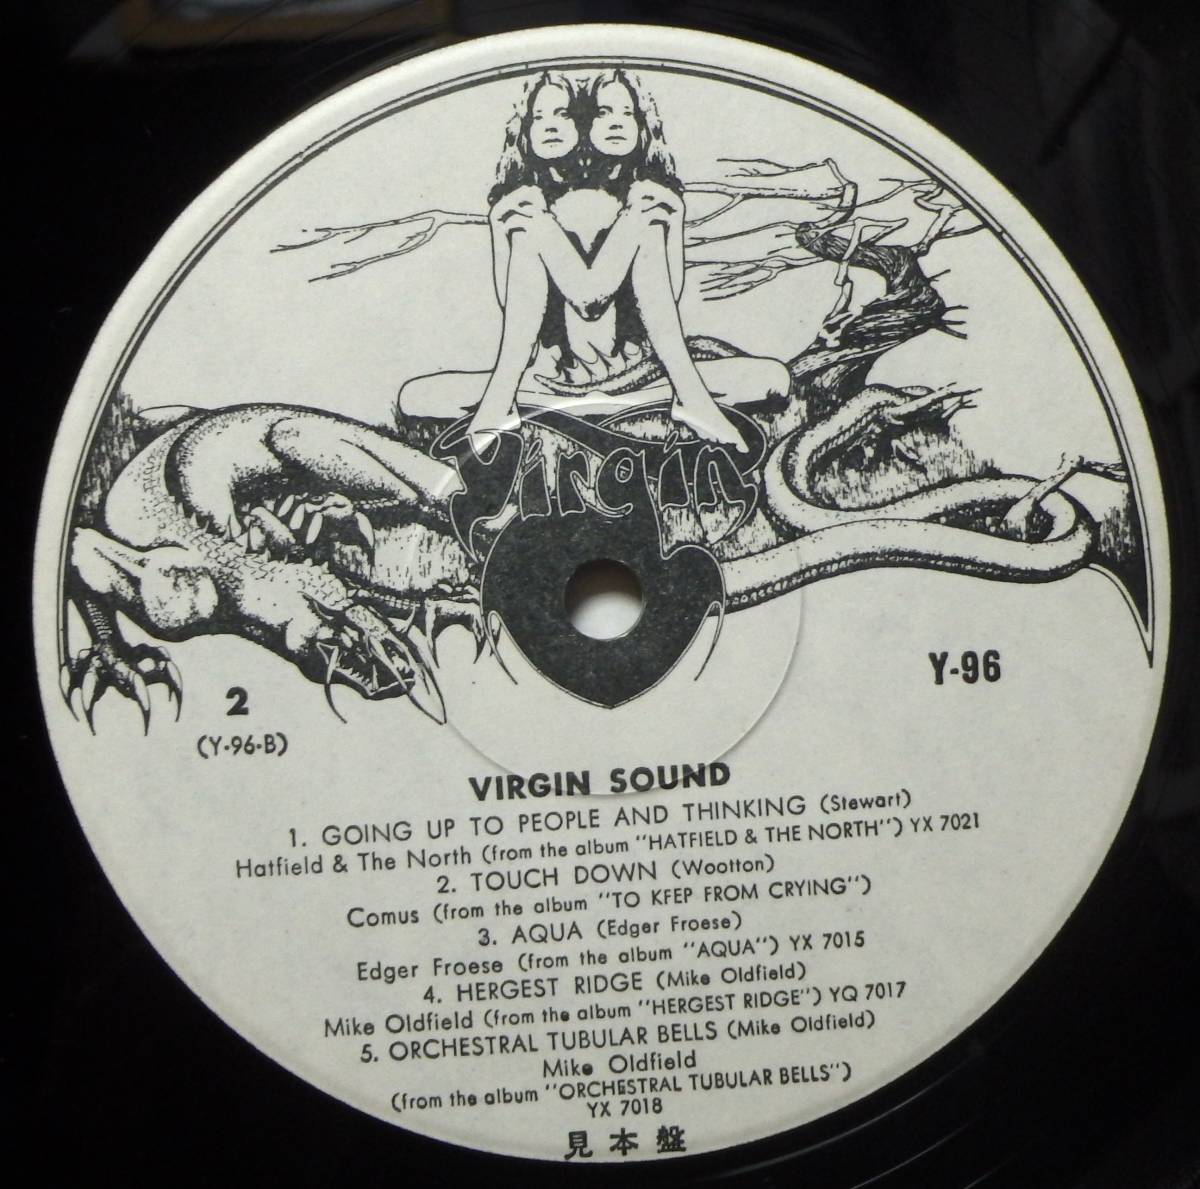 Virgin
Y-96
2
(Y-96-B)
VIRGIN SOUND
1. GOING UP TO PEOPLE AND THINKING (Stewart)
Hatfield & The North (from the album "HATFIELD & THE NORTH") YX 7021
2. TOUCH DOWN (Wootton)
Comus (from the album "TO KFEP FROM CRYING")
3. AQUA (Edger Froese)
Edger Froese (from the album "AQUA") YX 7015
4. HERGEST RIDGE (Mike Oldfield)
Mike Oldfield (from the album "HERGEST RIDGE") YQ 7017
5. ORCHESTRAL TUBULAR BELLS (Mike Oldfield)
Mike Oldfield
(from the album "ORCHESTRAL TUBULAR BELLS")
YX 7018
見本盤